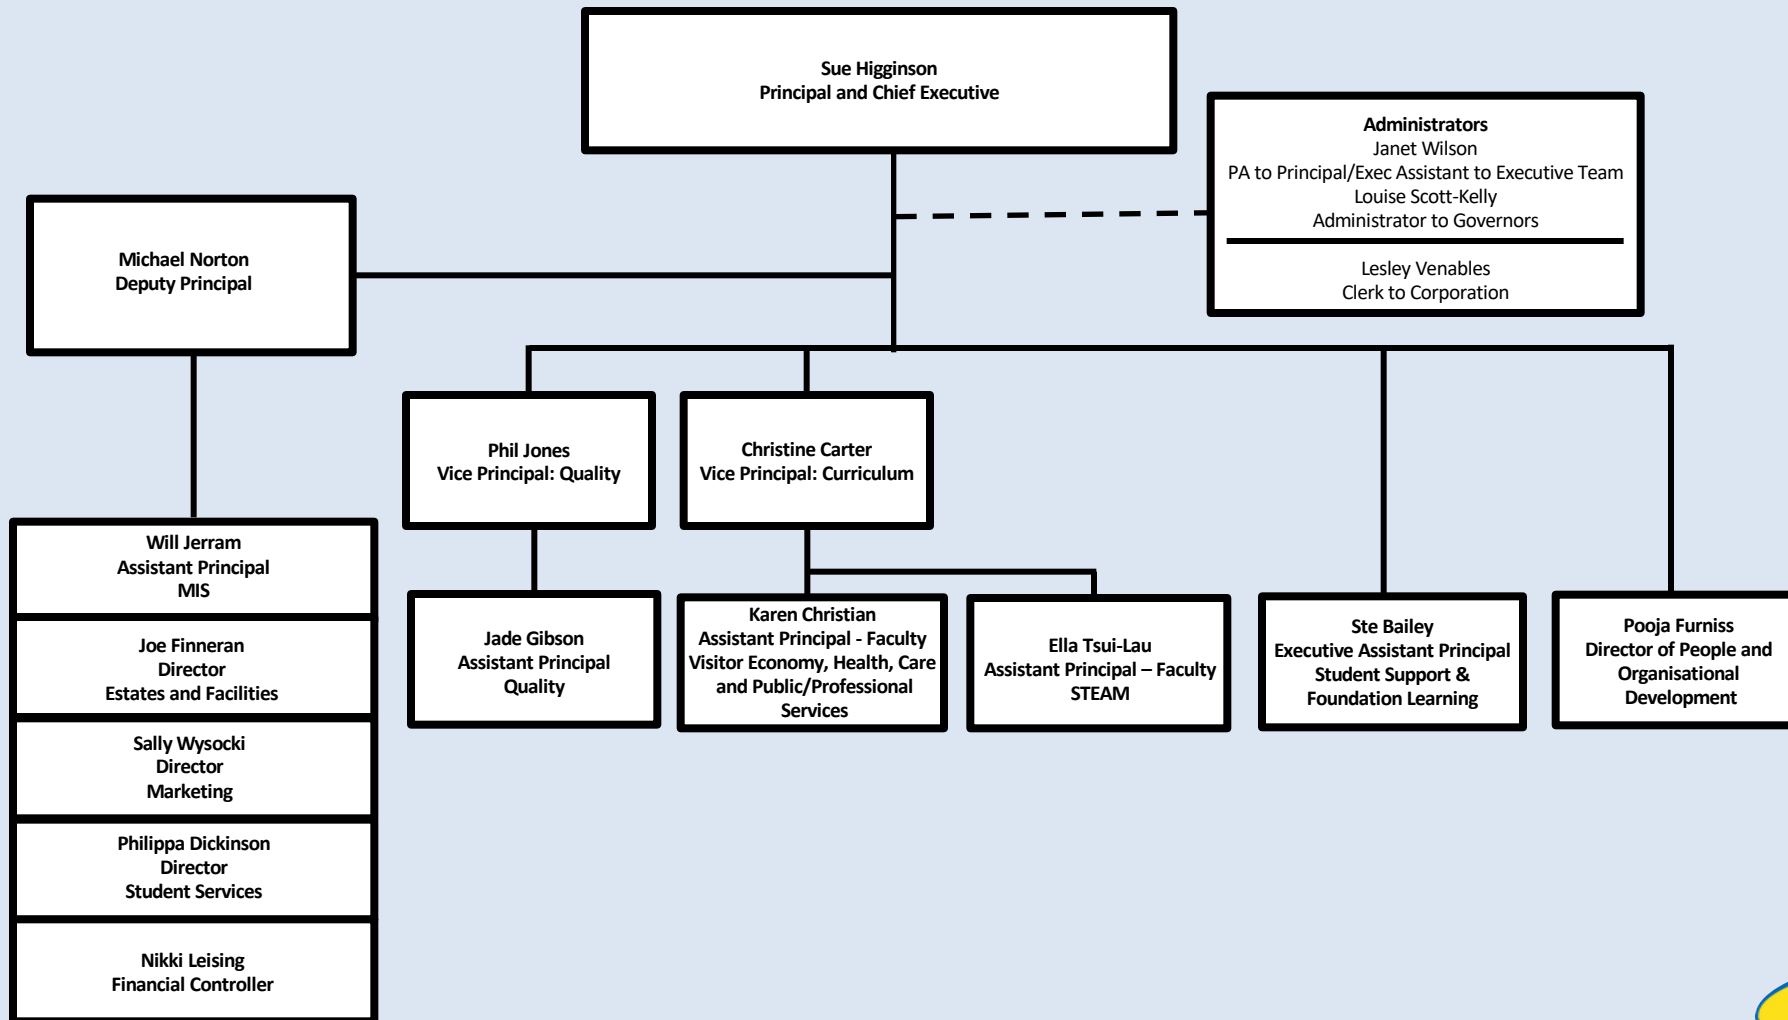 Sue Higginson
Principal and Chief Executive
Administrators
Janet Wilson
PA to Principal/Exec Assistant to Executive Team
Louise Scott-Kelly
Administrator to Governors
Lesley Venables
Clerk to Corporation
Michael Norton
Deputy Principal
Phil Jones
Vice Principal: Quality
Christine Carter
Vice Principal: Curriculum
Will Jerram
Assistant Principal
MIS
Joe Finneran
Director
Estates and Facilities
Sally Wysocki
Director
Marketing
Philippa Dickinson
Director
Student Services
Nikki Leising
Financial Controller
Jade Gibson
Assistant Principal
Quality
Karen Christian
Assistant Principal - Faculty
Visitor Economy, Health, Care
and Public/Professional
Services
Ella Tsui-Lau
Assistant Principal – Faculty
STEAM
Ste Bailey
Executive Assistant Principal
Student Support &
Foundation Learning
Pooja Furniss
Director of People and
Organisational
Development